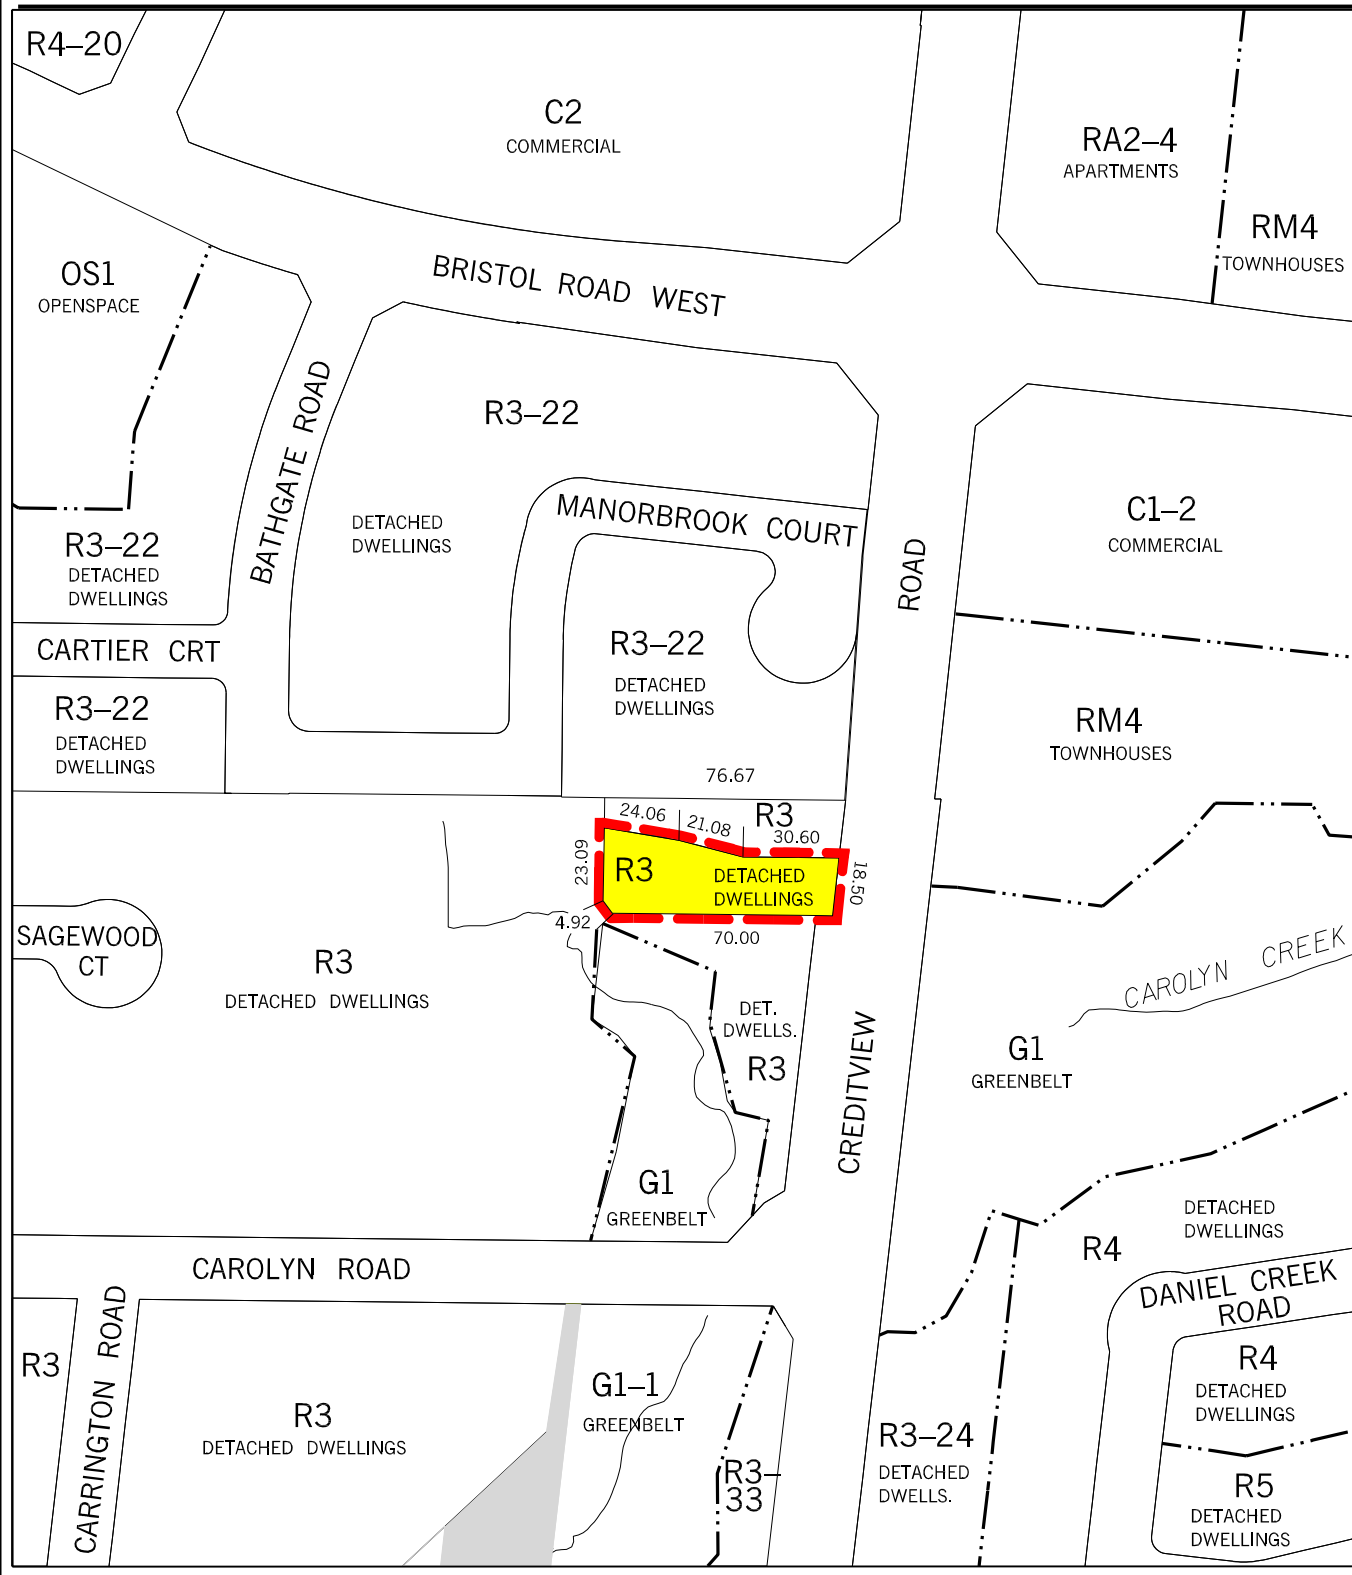 R4–20
C2
COMMERCIAL
RA2–4
APARTMENTS
RM4
TOWNHOUSES
OS1
OPENSPACE
BRISTOL ROAD WEST
BATHGATE ROAD
R3–22
DETACHED
DWELLINGS
MANORBROOK COURT
C1–2
COMMERCIAL
R3–22
DETACHED
DWELLINGS
ROAD
CARTIER CRT
R3–22
DETACHED
DWELLINGS
R3–22
DETACHED
DWELLINGS
RM4
TOWNHOUSES
76.67
R3
24.06
21.08
30.60
23.09
R3
DETACHED
DWELLINGS
18.50
4.92
70.00
SAGEWOOD
CT
R3
DETACHED DWELLINGS
DET.
DWELLS.
R3
CREDITVIEW
CAROLYN CREEK
G1
GREENBELT
G1
GREENBELT
DETACHED
DWELLINGS
R4
CAROLYN ROAD
DANIEL CREEK
ROAD
R3
CARRINGTON ROAD
R3
DETACHED DWELLINGS
G1–1
GREENBELT
R3–
33
R3–24
DETACHED
DWELLS.
R4
DETACHED
DWELLINGS
R5
DETACHED
DWELLINGS